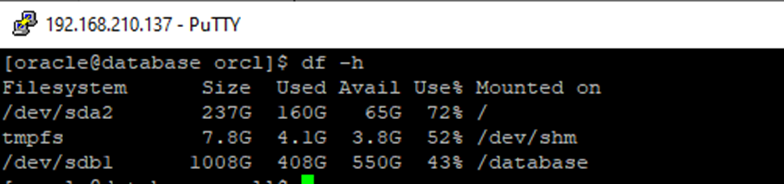 192.168.210.137 - PuTTY
[oracle@database orcl]$ df -h
Filesystem Size Used Avail Use% Mounted on
/dev/sda2 237G 160G 65G 72% /
tmpfs 7.8G 4.1G 3.8G 52% /dev/shm
/dev/sdb1 1008G 408G 550G 43% /database